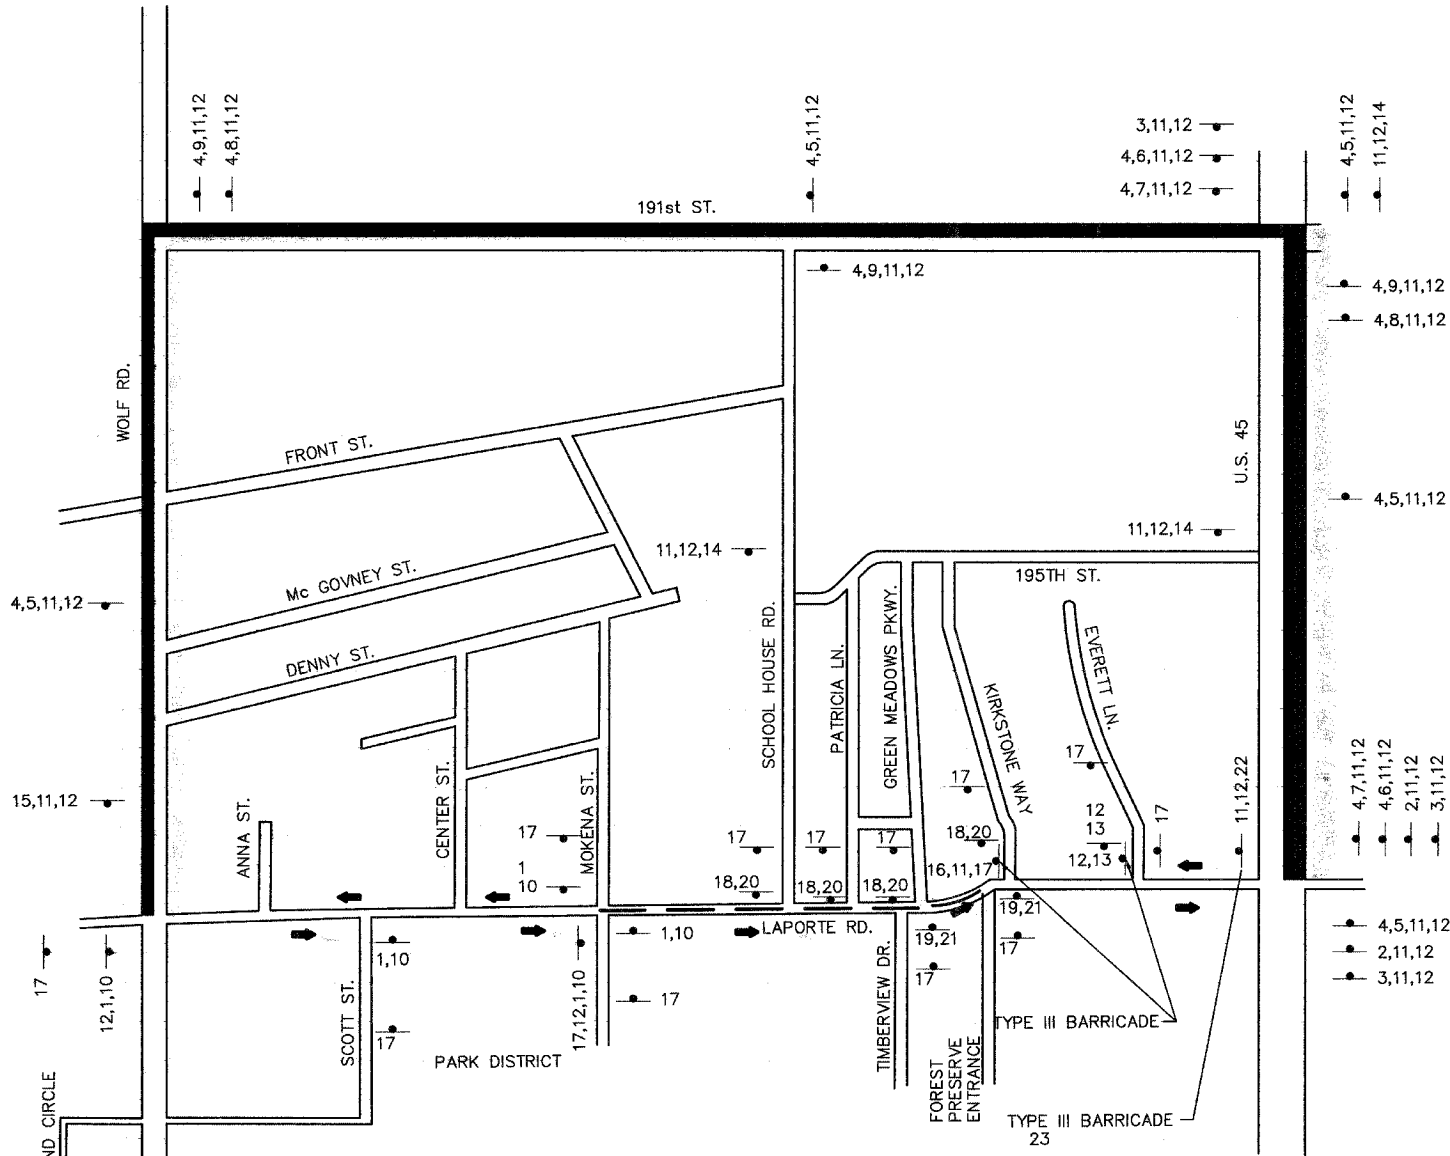 4,9,11,12
4,8,11,12
4,5,11,12
3,11,12
4,6,11,12
4,7,11,12
4,5,11,12
11,12,14
191st ST.
4,9,11,12
4,9,11,12
4,8,11,12
WOLF RD.
FRONT ST.
U.S. 45
4,5,11,12
11,12,14
11,12,14
Mc GOVNEY ST.
195TH ST.
4,5,11,12
DENNY ST.
SCHOOL HOUSE RD.
PATRICIA LN.
GREEN MEADOWS PKWY.
KIRKSTONE WAY
EVERETT LN.
15,11,12
ANNA ST.
CENTER ST.
MOKENA ST.
17
1
10
17
18,20
17
18,20
17
18,20
17
18,20
16,11,17
17
12
13
12,13
17
11,12,22
4,7,11,12
4,6,11,12
2,11,12
3,11,12
LAPORTE RD.
17
12,1,10
SCOTT ST.
1,10
17
17,12,1,10
1,10
17
TIMBERVIEW DR.
19,21
17
19,21
17
4,5,11,12
2,11,12
3,11,12
TYPE III BARRICADE
PARK DISTRICT
FOREST
PRESERVE
ENTRANCE
ND CIRCLE
TYPE III BARRICADE
23